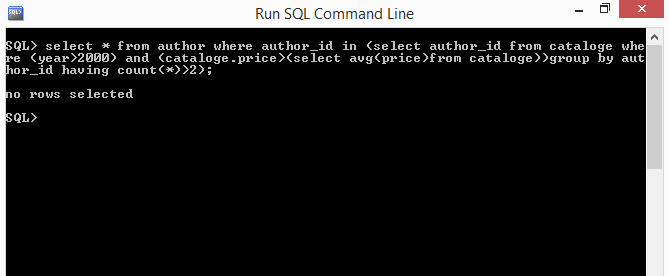 Run SQL Command Line
SQL> select * from author where author_id in (select author_id from cataloge whe
re (year>2000) and (cataloge.price>(select avg(price)from cataloge))group by aut
hor_id having count(*)>2);
no rows selected
SQL>